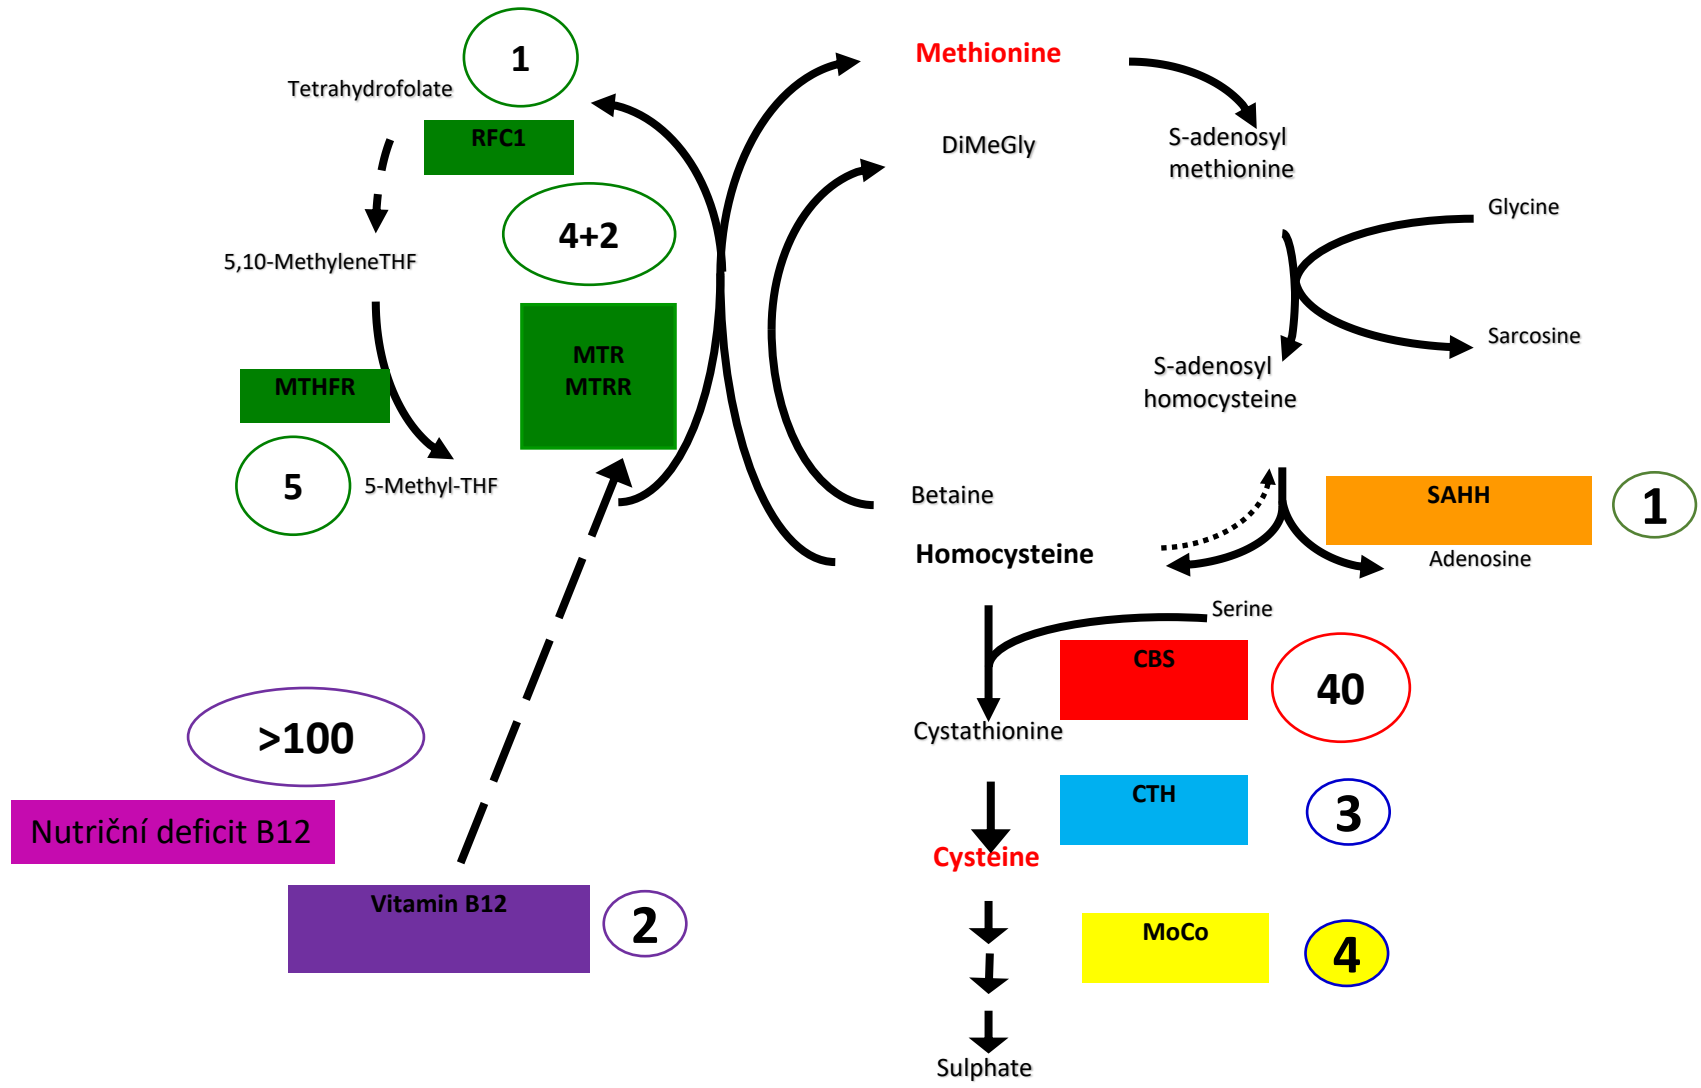 1
Tetrahydrofolate
RFC1
4+2
5,10-MethyleneTHF
MTR
MTRR
MTHFR
5
5-Methyl-THF
Methionine
DiMeGly
S-adenosyl
methionine
Glycine
Sarcosine
S-adenosyl
homocysteine
Betaine
SAHH
1
Homocysteine
Adenosine
Serine
CBS
40
Cystathionine
>100
CTH
3
Nutriční deficit B12
Cysteine
Vitamin B12
2
MoCo
4
Sulphate